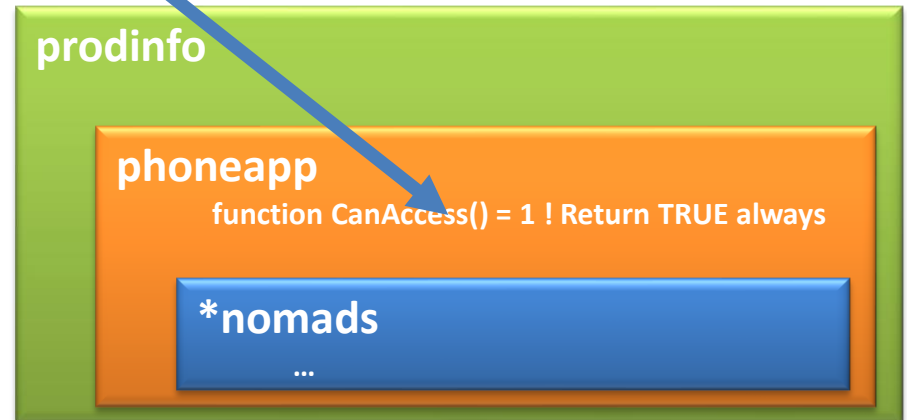 prodinfo
phoneapp
function CanAccess() = 1 ! Return TRUE always
*nomads
…